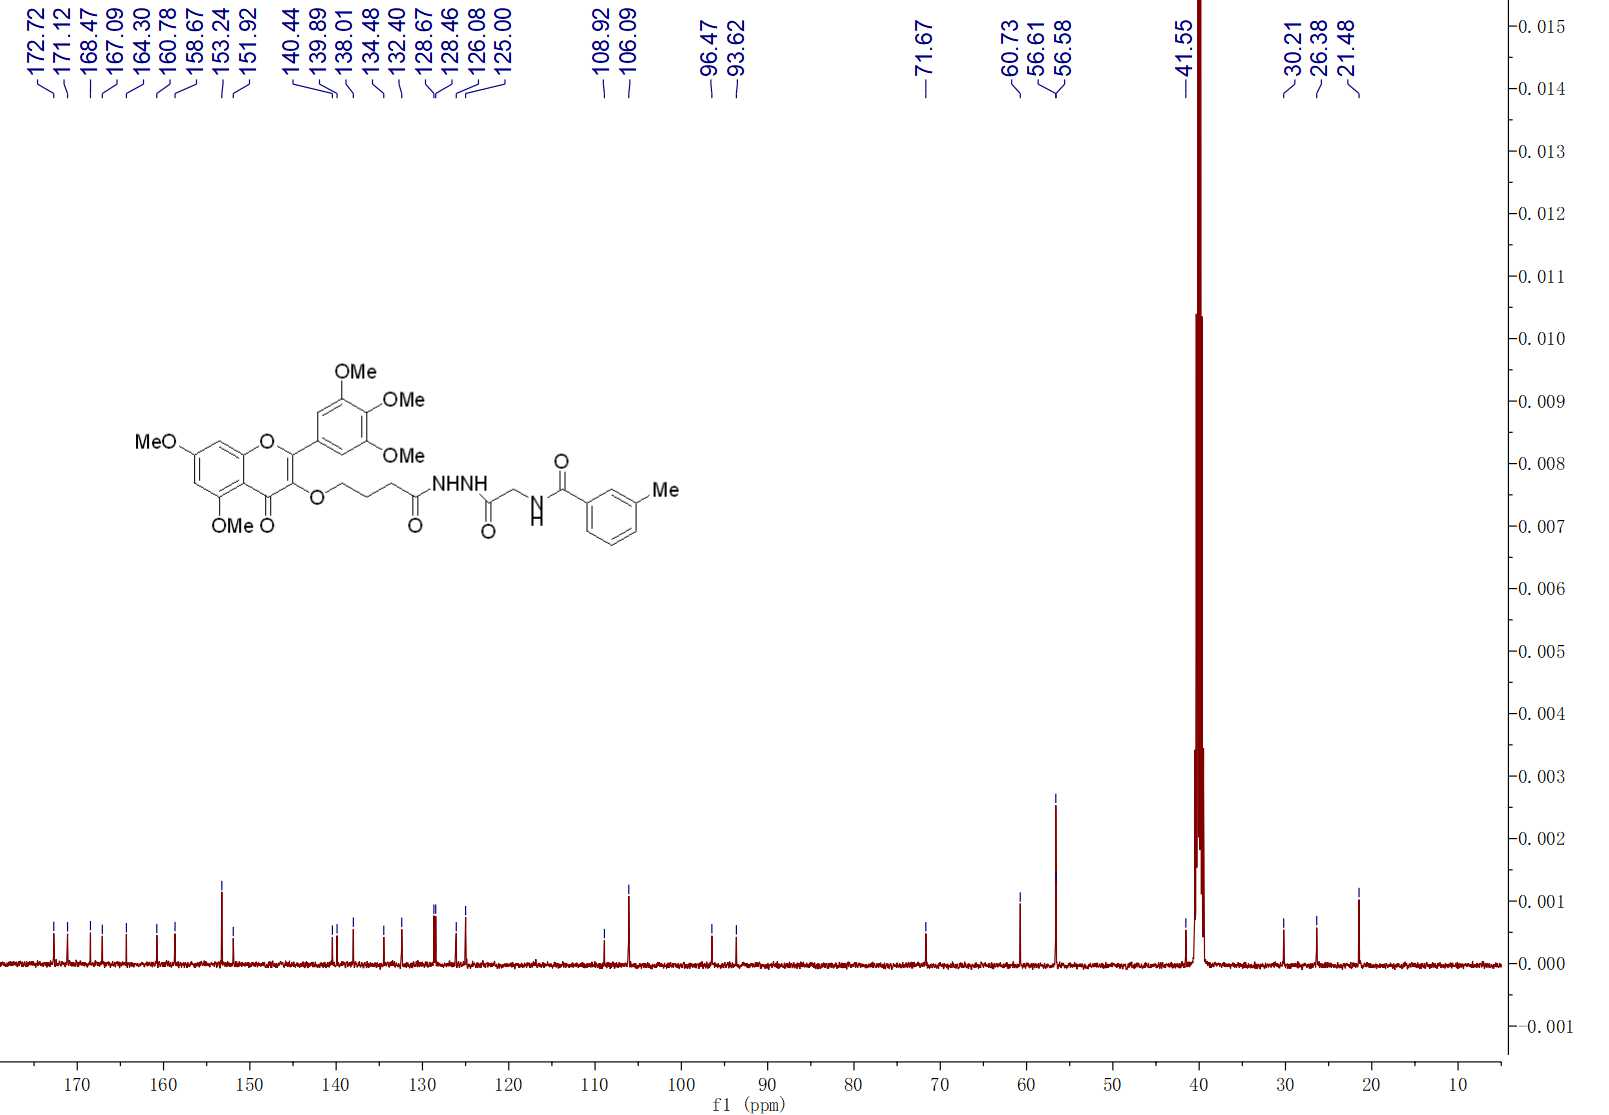 172.72
171.12
168.47
167.09
164.30
160.78
158.67
153.24
151.92
140.44
139.89
138.01
134.48
132.40
128.67
128.46
126.08
125.00
108.92
106.09
96.47
93.62
71.67
60.73
56.61
56.58
41.55
30.21
26.38
21.48
0.015
0.014
0.013
0.012
0.011
0.010
0.009
0.008
0.007
0.006
0.005
0.004
0.003
0.002
0.001
0.000
-0.001
OMe
OMe
MeO
O
OMe
O
NHNH
O
Me
O
N
H
OMe
O
O
O
170 160 150 140 130 120 110 100 90 80 70 60 50 40 30 20 10
f1 (ppm)